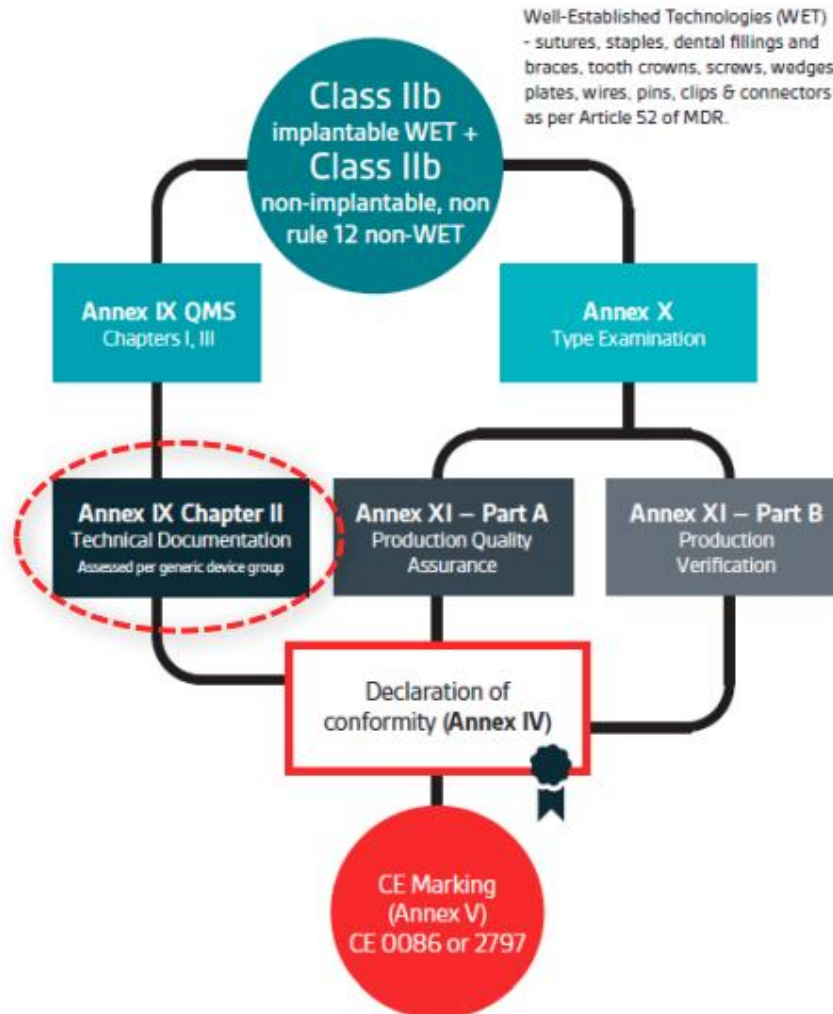 Well-Established Technologies (WET)
- sutures, staples, dental fillings and
braces, tooth crowns, screws, wedges
plates, wires, pins, clips & connectors
as per Article 52 of MDR.
Class IIb
implantable WET +
Class IIb
non-implantable, non
rule 12 non-WET
Annex IX QMS
Chapters I, III
Annex X
Type Examination
Annex IX Chapter II
Technical Documentation
Assessed per generic device group
Annex XI – Part A
Production Quality
Assurance
Annex XI – Part B
Production
Verification
Declaration of
conformity (Annex IV)
CE Marking
(Annex V)
CE 0086 or 2797